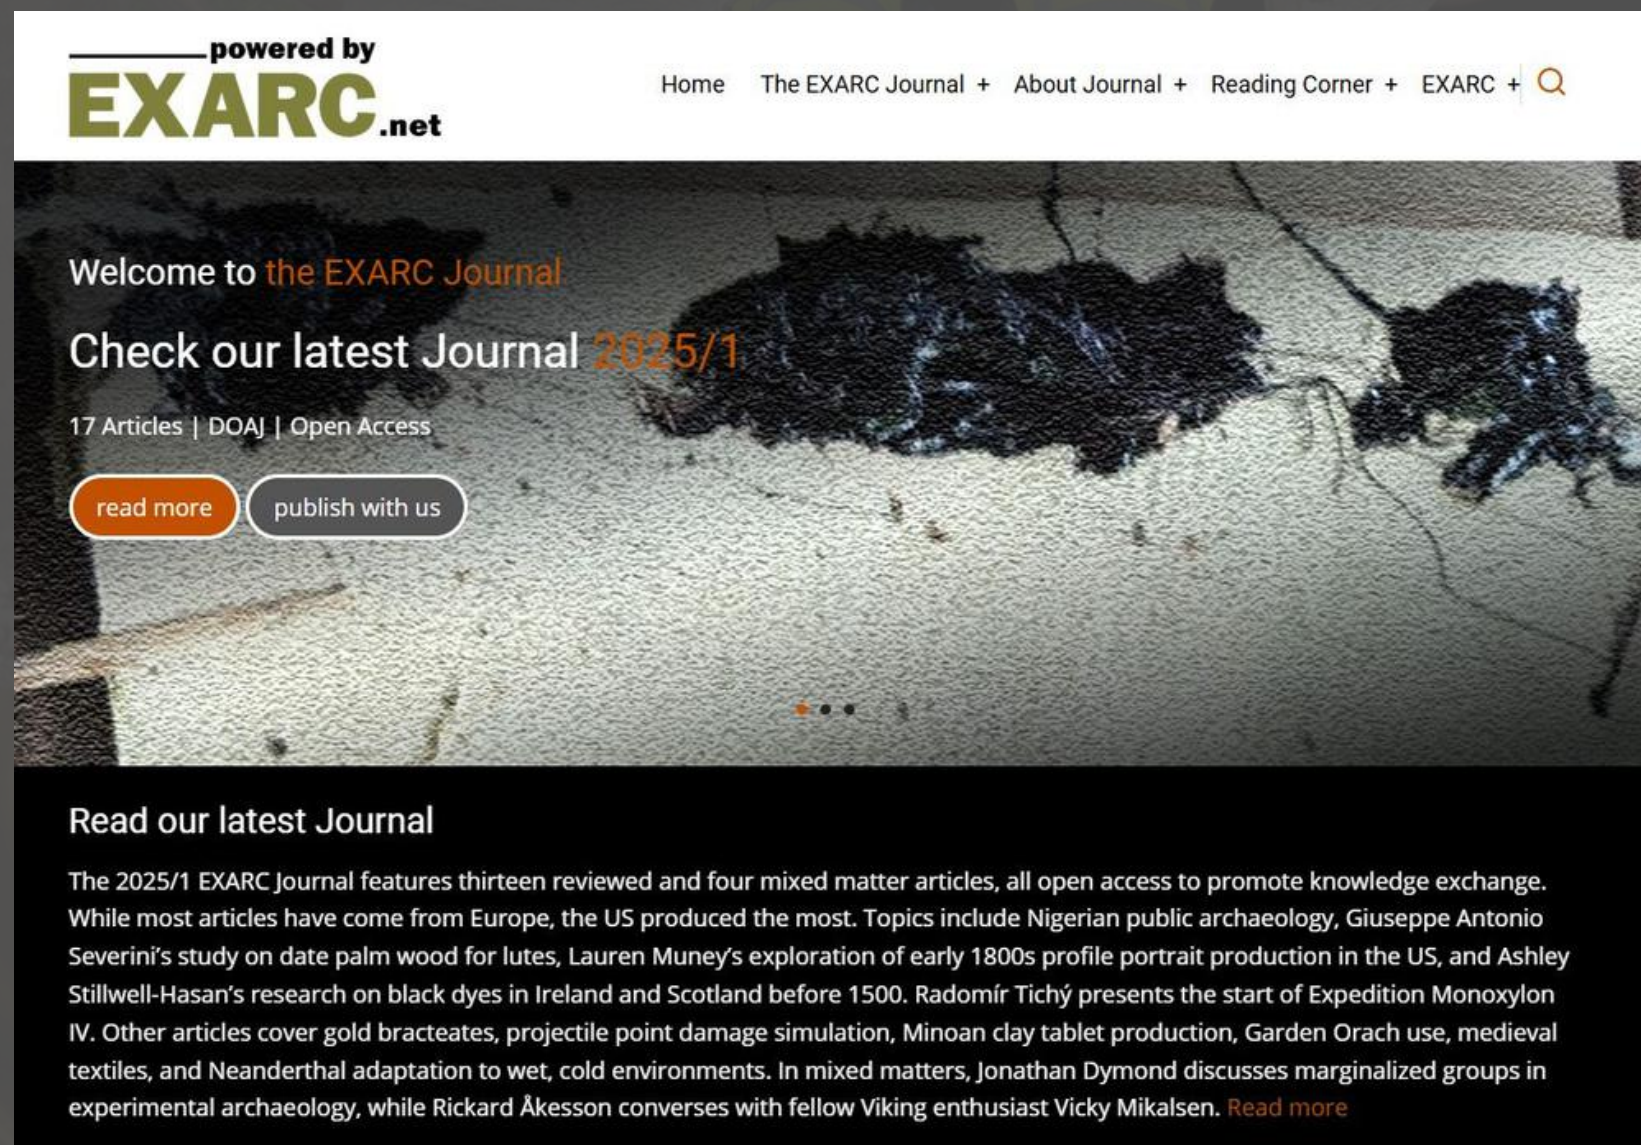 powered by
EXARC.net
Home The EXARC Journal + About Journal + Reading Corner + EXARC +
Welcome to the EXARC Journal
Check our latest Journal 2025/1
17 Articles | DOAJ | Open Access
read more publish with us
Read our latest Journal
The 2025/1 EXARC Journal features thirteen reviewed and four mixed matter articles, all open access to promote knowledge exchange.
While most articles have come from Europe, the US produced the most. Topics include Nigerian public archaeology, Giuseppe Antonio
Severini’s study on date palm wood for lutes, Lauren Muney’s exploration of early 1800s profile portrait production in the US, and Ashley
Stillwell-Hasan’s research on black dyes in Ireland and Scotland before 1500. Radomír Tichý presents the start of Expedition Monoxylon
IV. Other articles cover gold bracteates, projectile point damage simulation, Minoan clay tablet production, Garden Orach use, medieval
textiles, and Neanderthal adaptation to wet, cold environments. In mixed matters, Jonathan Dymond discusses marginalized groups in
experimental archaeology, while Rickard Åkesson converses with fellow Viking enthusiast Vicky Mikalsen. Read more